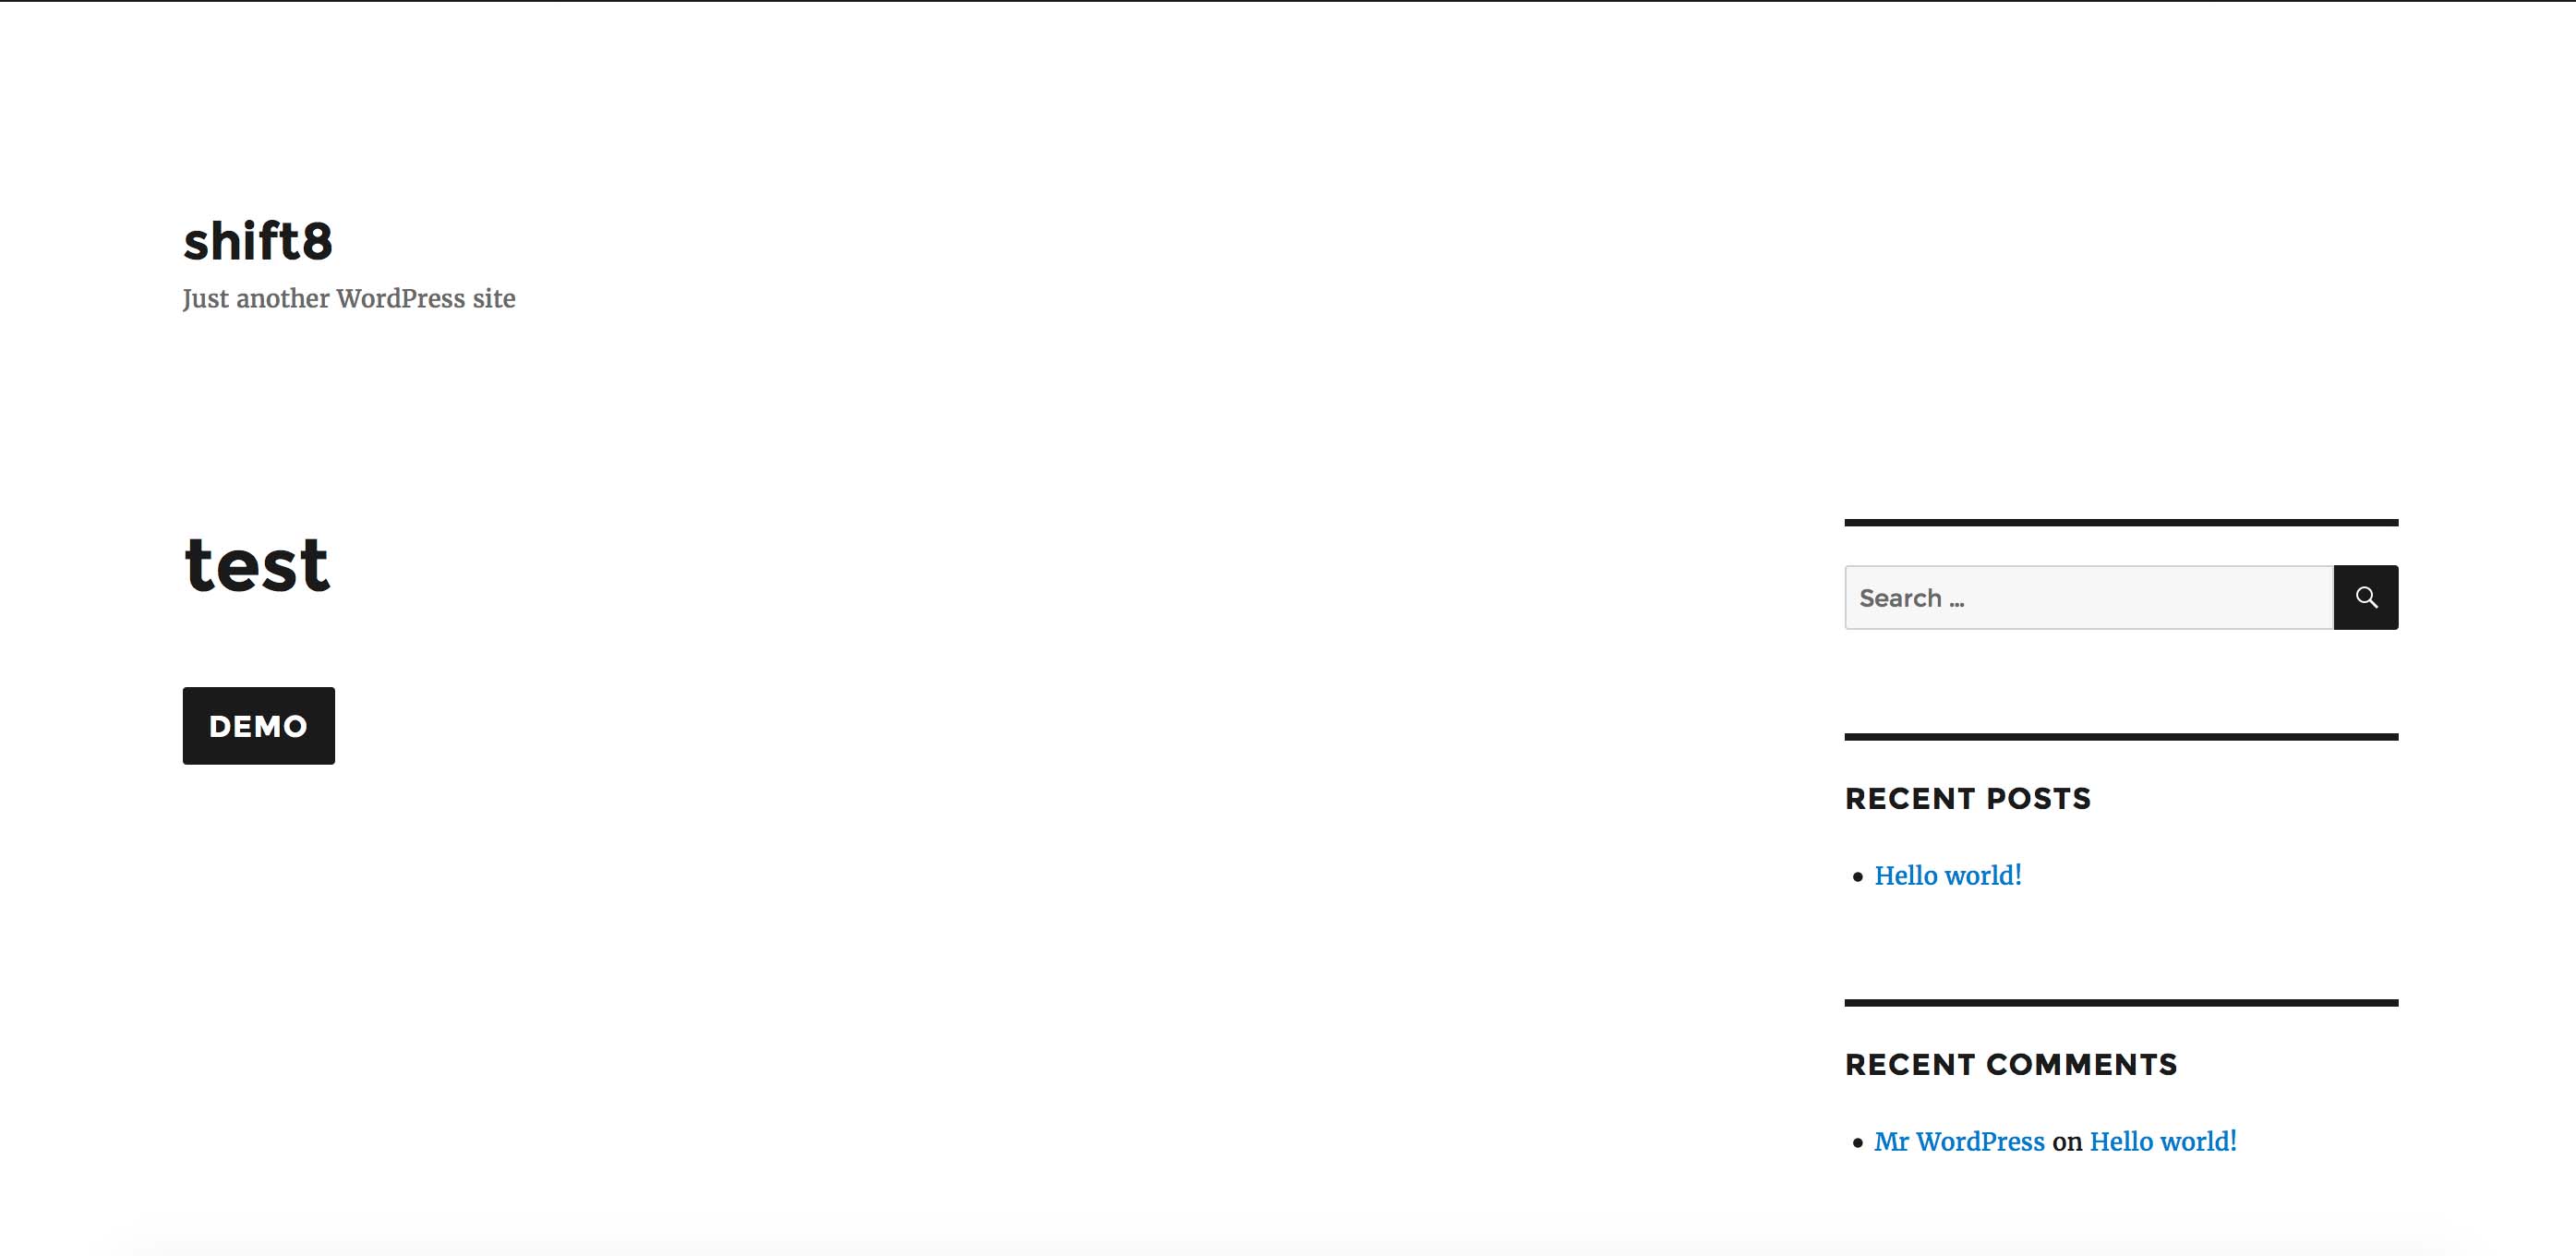 shift8
Just another WordPress site
test
DEMO
Search ...
RECENT POSTS
Hello world!
RECENT COMMENTS
Mr WordPress on Hello world!